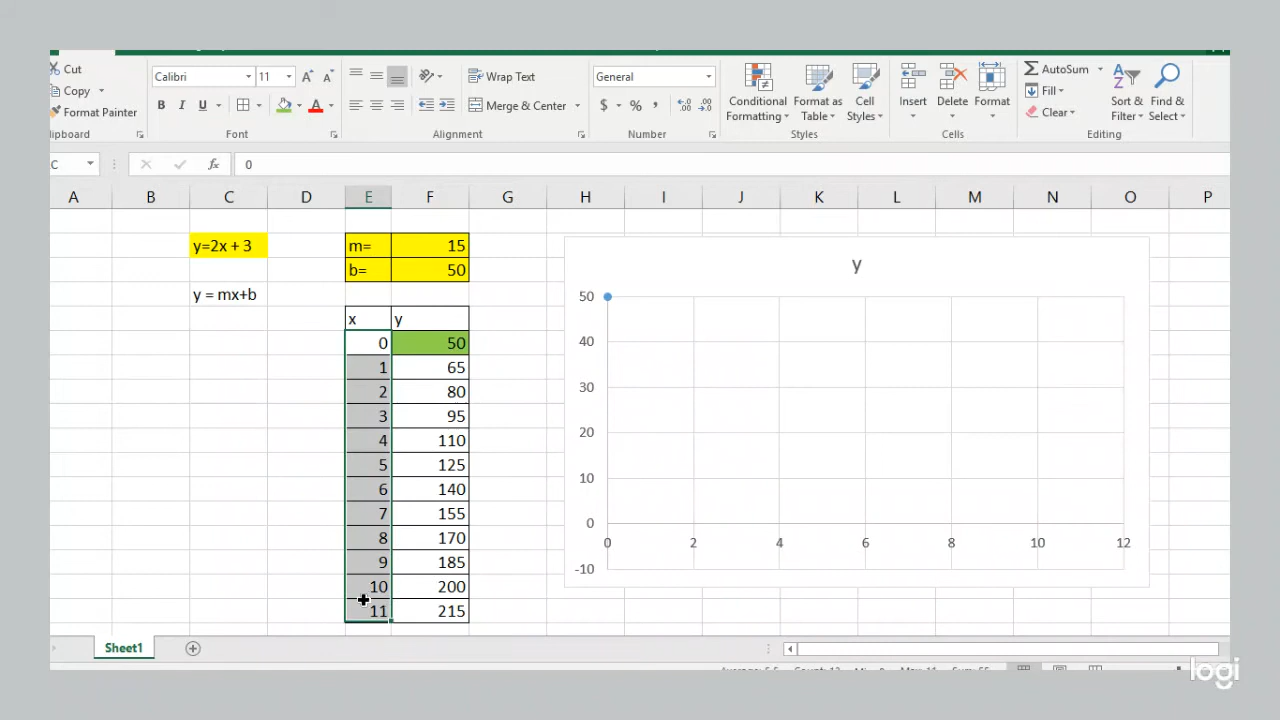 Cut
Copy
Format Painter
lipboard
Calibri
11
A A
B I U
A
Font
Wrap Text
Merge & Center
Alignment
General
$ % ,
Number
Conditional
Formatting
Format as
Table
Cell
Styles
Styles
Insert
Delete
Format
Cells
AutoSum
Fill
Clear
Sort &
Filter
Find &
Select
Editing
C
fx
0
A B C D E F G H I J K L M N O P
y=2x + 3
m= 15
b= 50
y = mx+b
x y
0 50
1 65
2 80
3 95
4 110
5 125
6 140
7 155
8 170
9 185
10 200
11 215
y
50
40
30
20
10
0
-10
0 2 4 6 8 10 12
Sheet1
logi